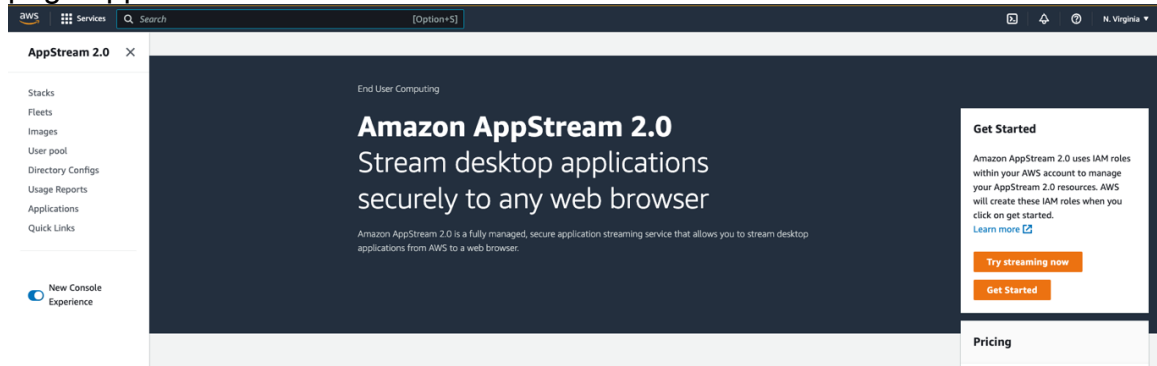 aws
Services
Search
[Option+S]
N. Virginia
AppStream 2.0
Stacks
Fleets
Images
User pool
Directory Configs
Usage Reports
Applications
Quick Links
New Console
Experience
End User Computing
Amazon AppStream 2.0
Stream desktop applications
securely to any web browser
Amazon AppStream 2.0 is a fully managed, secure application streaming service that allows you to stream desktop
applications from AWS to a web browser.
Get Started
Amazon AppStream 2.0 uses IAM roles
within your AWS account to manage
your AppStream 2.0 resources. AWS
will create these IAM roles when you
click on get started.
Learn more
Try streaming now
Get Started
Pricing